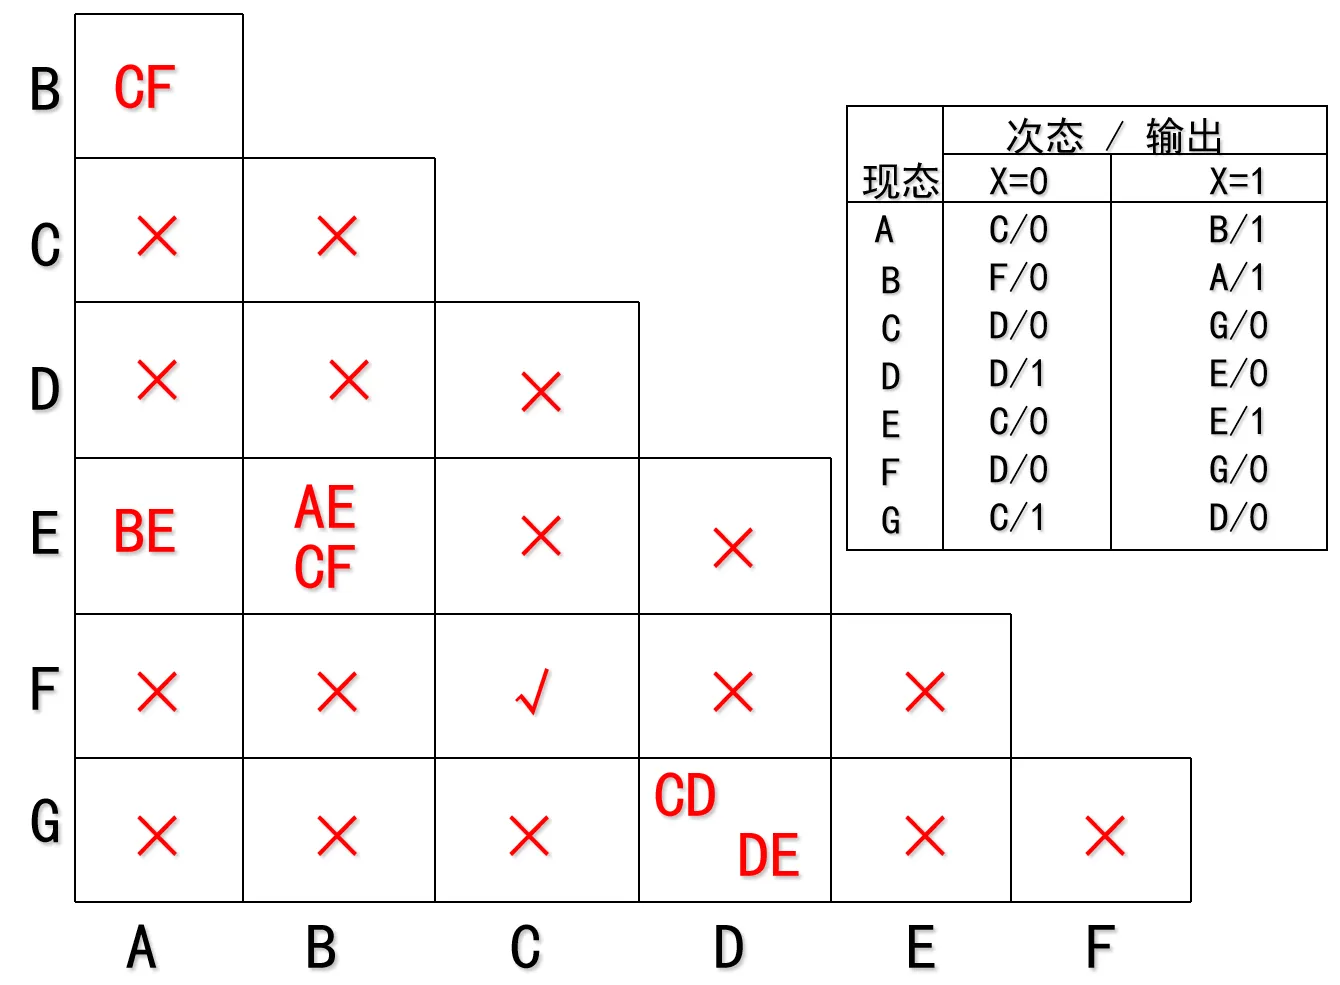 B CF
C × ×
D × × ×
E BE AE CF × ×
F × × √ × ×
G × × × CD DE × ×
A B C D E F
次态 / 输出
现态 X=0 X=1
A C/0 B/1
B F/0 A/1
C D/0 G/0
D D/1 E/0
E C/0 E/1
F D/0 G/0
G C/1 D/0